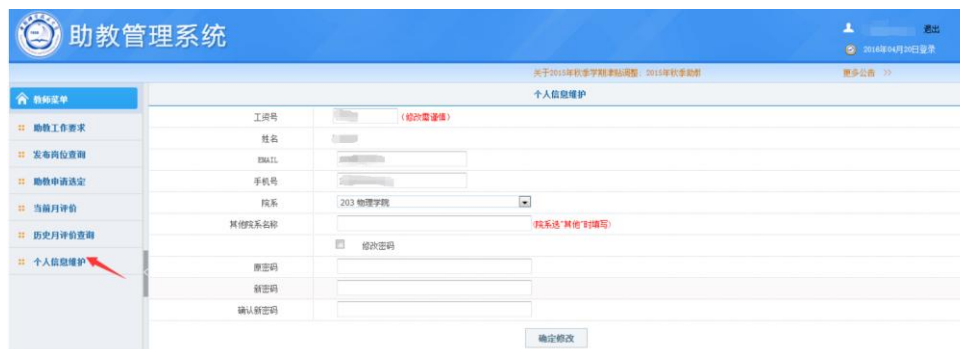 助教管理系统
退出
2016年04月20日登录
关于2015年秋季学期津贴调整; 2015年秋季助教
更多公告 >>
教师菜单
助教工作要求
发布岗位查询
助教申请选定
当前月评价
历史月评价查询
个人信息维护
个人信息维护
工资号 (修改需谨慎)
姓名
EMAIL
手机号
院系 203 物理学院
其他院系名称 (院系选"其他"时填写)
修改密码
原密码
新密码
确认新密码
确定修改